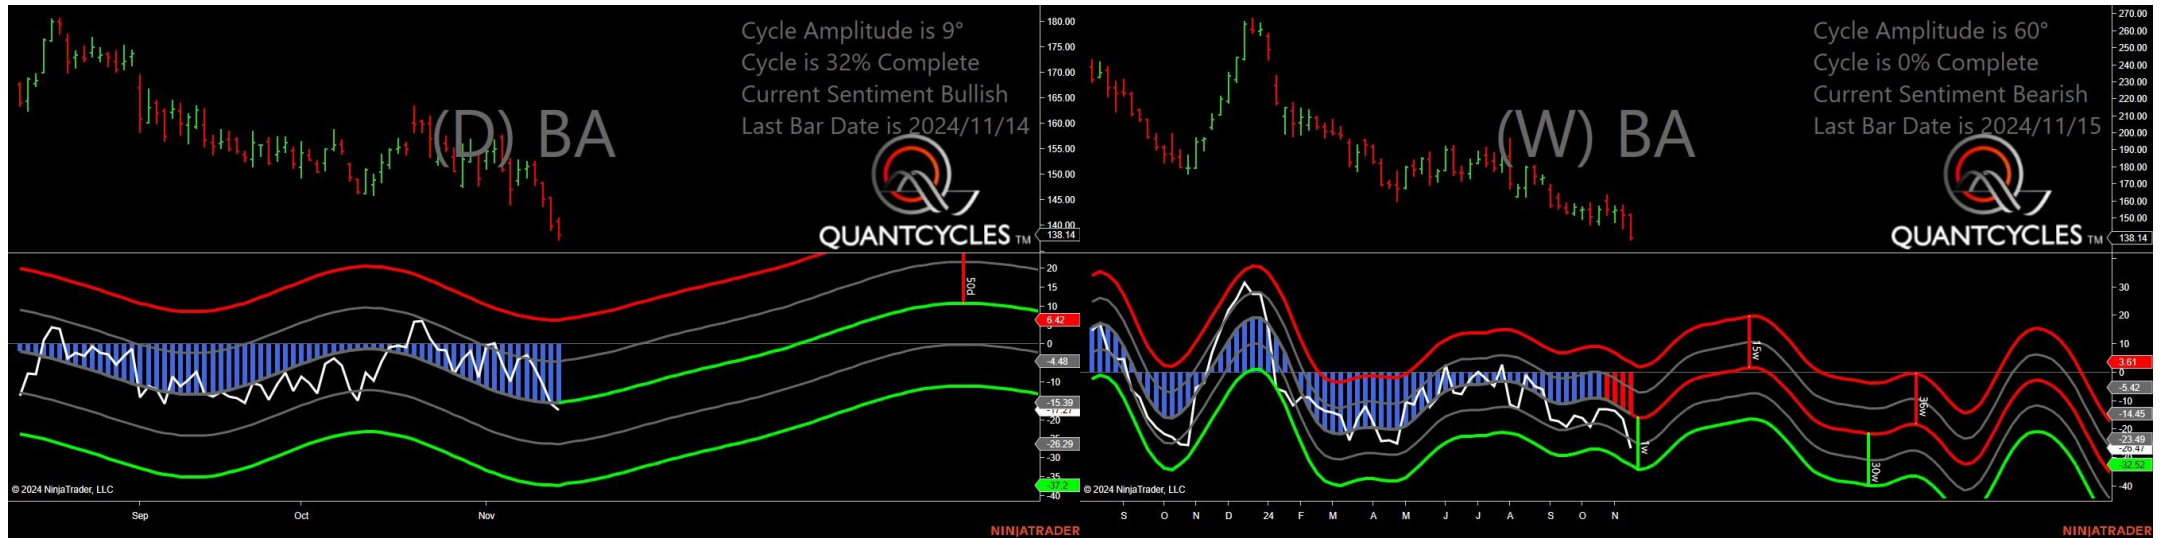 Cycle Amplitude is 9°
Cycle is 32% Complete
Current Sentiment Bullish
Last Bar Date is 2024/11/14
(D) BA
QUANTCYCLES TM
180.00
175.00
170.00
165.00
160.00
155.00
150.00
145.00
140.00
138.14
50d
20
15
10
6.42
5
0
-4.48
-10
-15.39
-17.27
-20
-26.29
-30
-35
-37.2
-40
© 2024 NinjaTrader, LLC
Sep
Oct
Nov
NINJATRADER
Cycle Amplitude is 60°
Cycle is 0% Complete
Current Sentiment Bearish
Last Bar Date is 2024/11/15
(W) BA
QUANTCYCLES TM
270.00
260.00
250.00
240.00
230.00
220.00
210.00
200.00
190.00
180.00
170.00
160.00
150.00
138.14
15w
36w
1w
30w
30
20
10
3.61
0
-5.42
-10
-14.45
-23.49
-26.47
-32.52
-40
© 2024 NinjaTrader, LLC
S O N D 24 F M A M J J A S O N
NINJATRADER